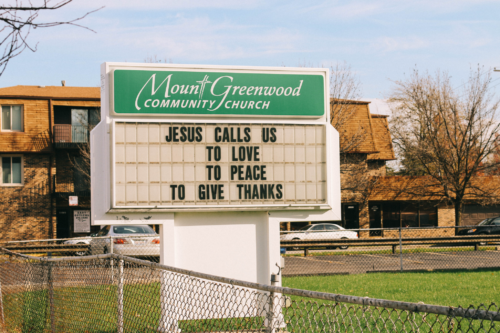 Mount Greenwood
COMMUNITY CHURCH
JESUS CALLS US
TO LOVE
TO PEACE
TO GIVE THANKS